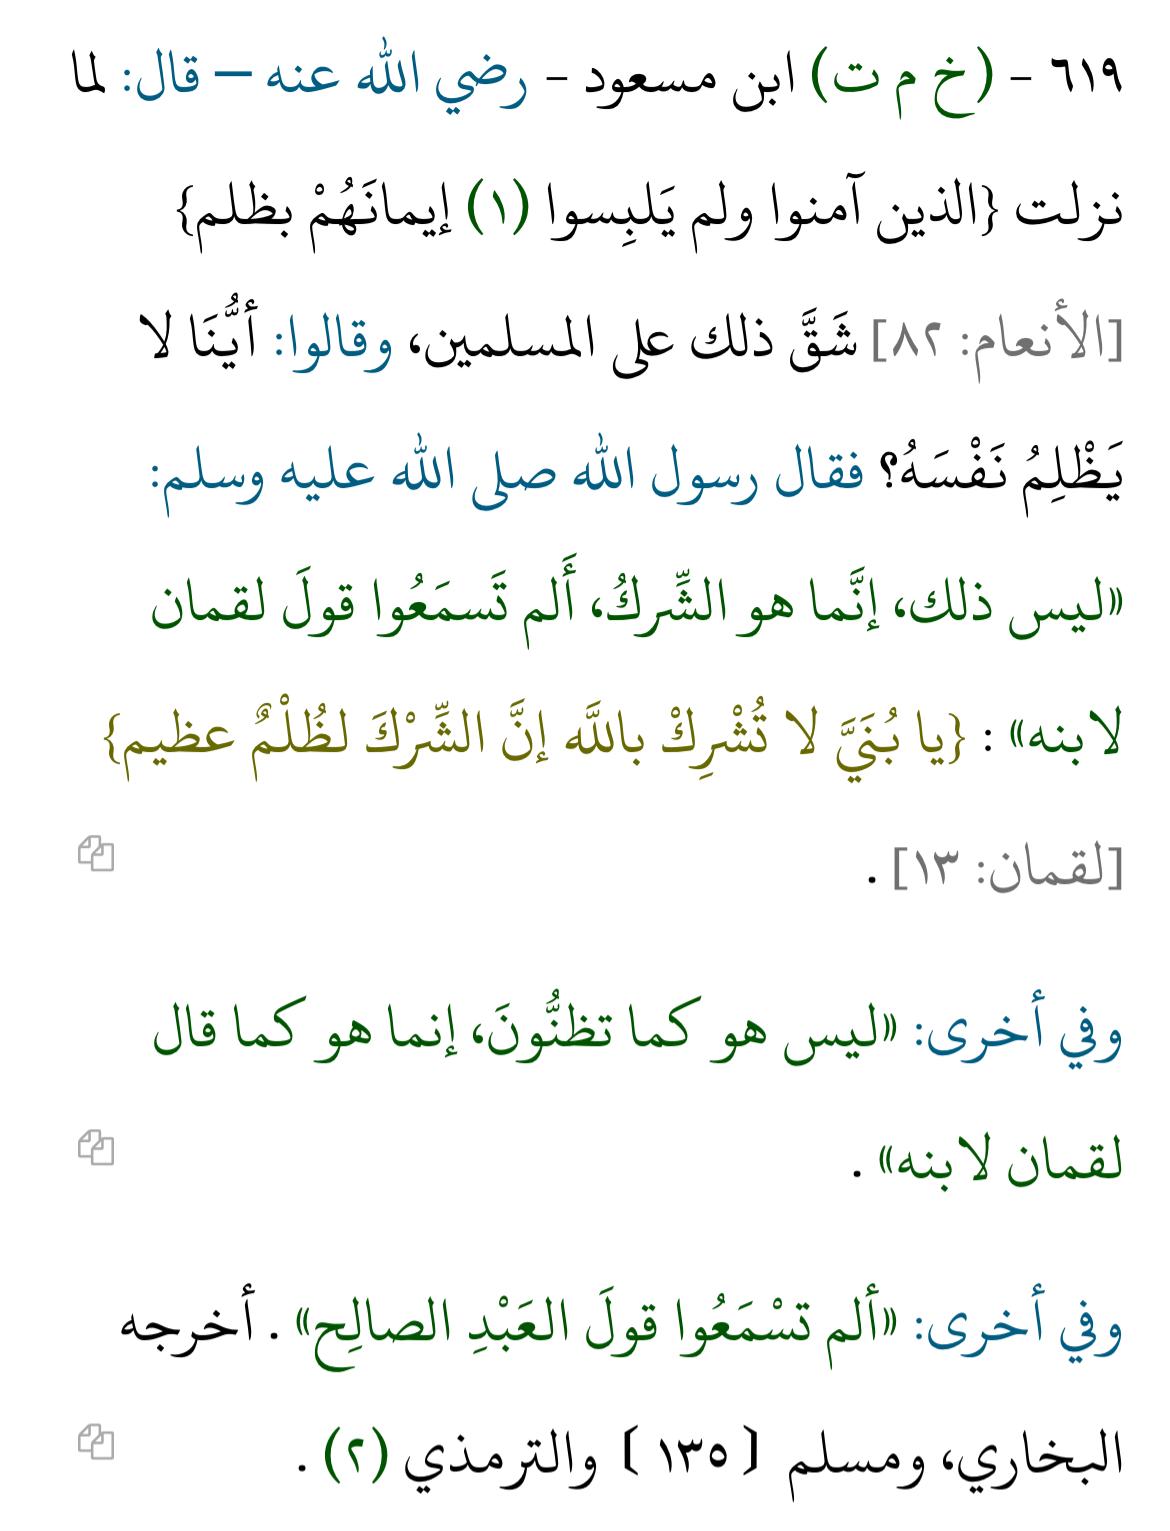 ٦١٩ - (خ م ت) ابن مسعود - رضي الله عنه – قال: لما
نزلت {الذين آمنوا ولم يَلبِسوا (١) إيمانَهُمْ بظلم}
[الأنعام: ٨٢] شَقَّ ذلك على المسلمين، وقالوا: أيُّنَا لا
يَظْلِمُ نَفْسَهُ؟ فقال رسول الله صلى الله عليه وسلم:
«ليس ذلك، إنَّما هو الشِّركُ، أَلم تَسمَعُوا قولَ لقمان
لابنه» : {يا بُنَيَّ لا تُشْرِكْ باللَّه إنَّ الشِّرْكَ لظُلْمٌ عظيم}
[لقمان: ١٣] .
وفي أخرى: «ليس هو كما تظنُّونَ، إنما هو كما قال
لقمان لابنه» .
وفي أخرى: «ألم تسْمَعُوا قولَ العَبْدِ الصالِح» . أخرجه
البخاري، ومسلم [ ١٣٥ ] والترمذي (٢) .